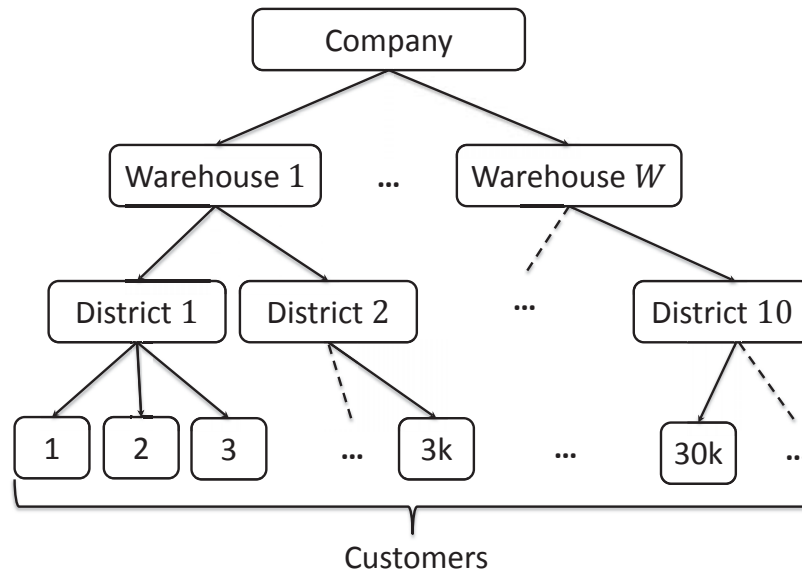 Company
Warehouse 1 ... Warehouse W
District 1 District 2 ... District 10
1 2 3 ... 3k ... 30k ...
Customers